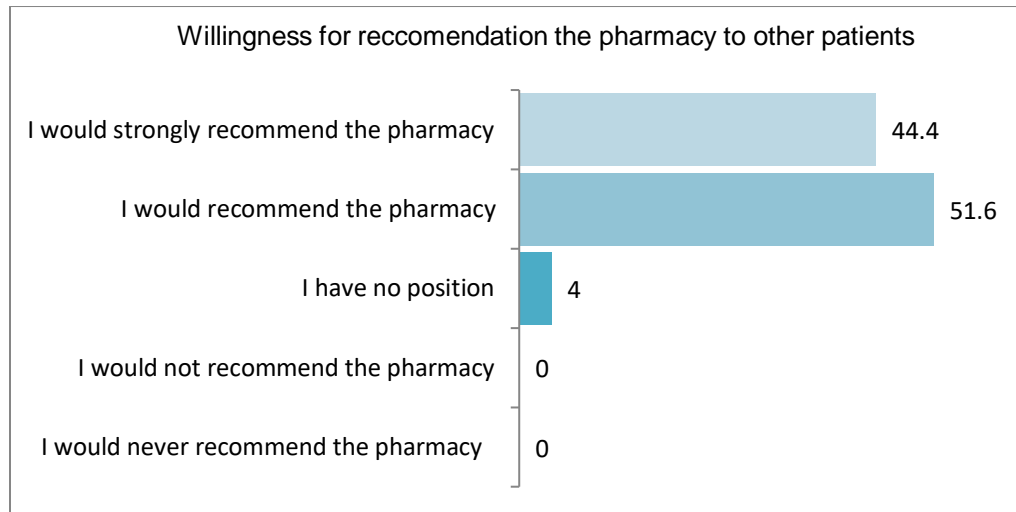 Willingness for reccomendation the pharmacy to other patients
I would strongly recommend the pharmacy
44.4
I would recommend the pharmacy
51.6
I have no position
4
I would not recommend the pharmacy
0
I would never recommend the pharmacy
0